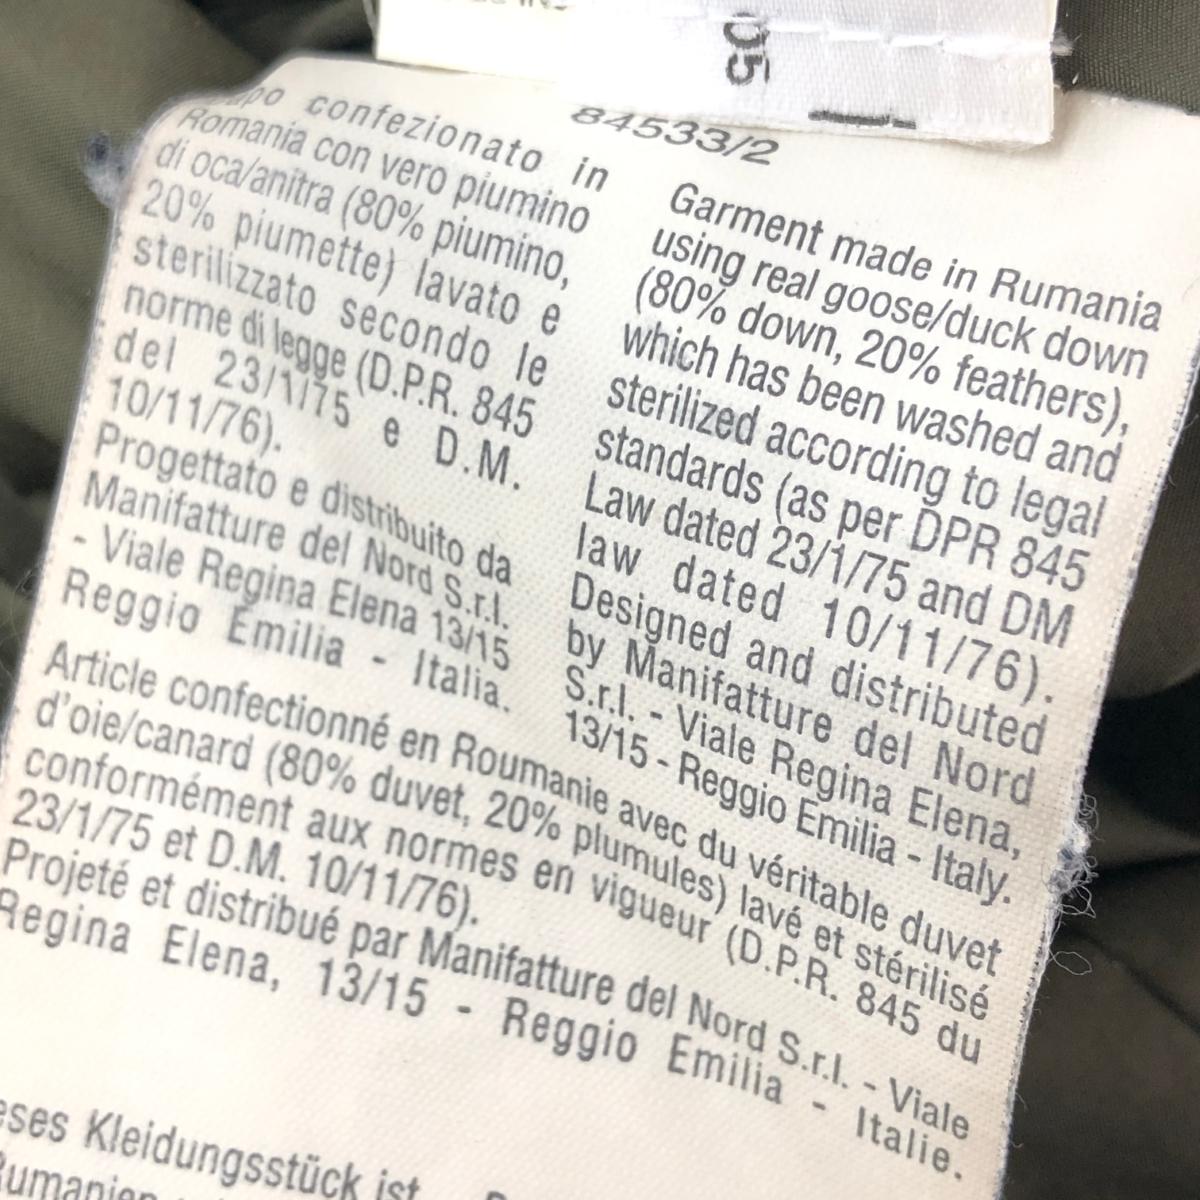 05
84533/2
confezionato in
Romania con vero piumino
di oca/anitra (80% piumino,
20% piumette) lavato e
sterilizzato secondo le
norme di legge (D.P.R. 845
del 23/1/75 e D.M.
10/11/76).
Progettato e distribuito da
Manifatture del Nord S.r.l.
- Viale Regina Elena 13/15
Reggio Emilia - Italia.
Garment made in Rumania
using real goose/duck down
(80% down, 20% feathers),
which has been washed and
sterilized according to legal
standards (as per DPR 845
Law dated 23/1/75 and DM
law dated 10/11/76).
Designed and distributed
by Manifatture del Nord
S.r.l. - Viale Regina Elena,
13/15 - Reggio Emilia - Italy.
Article confectionné en Roumanie avec du véritable duvet
d'oie/canard (80% duvet, 20% plumules) lavé et stérilisé
conformément aux normes en vigueur (D.P.R. 845 du
23/1/75 et D.M. 10/11/76).
Projeté et distribué par Manifatture del Nord S.r.l. - Viale
Regina Elena, 13/15 - Reggio Emilia - Italie.
Kleidungsstück ist
Rumanien